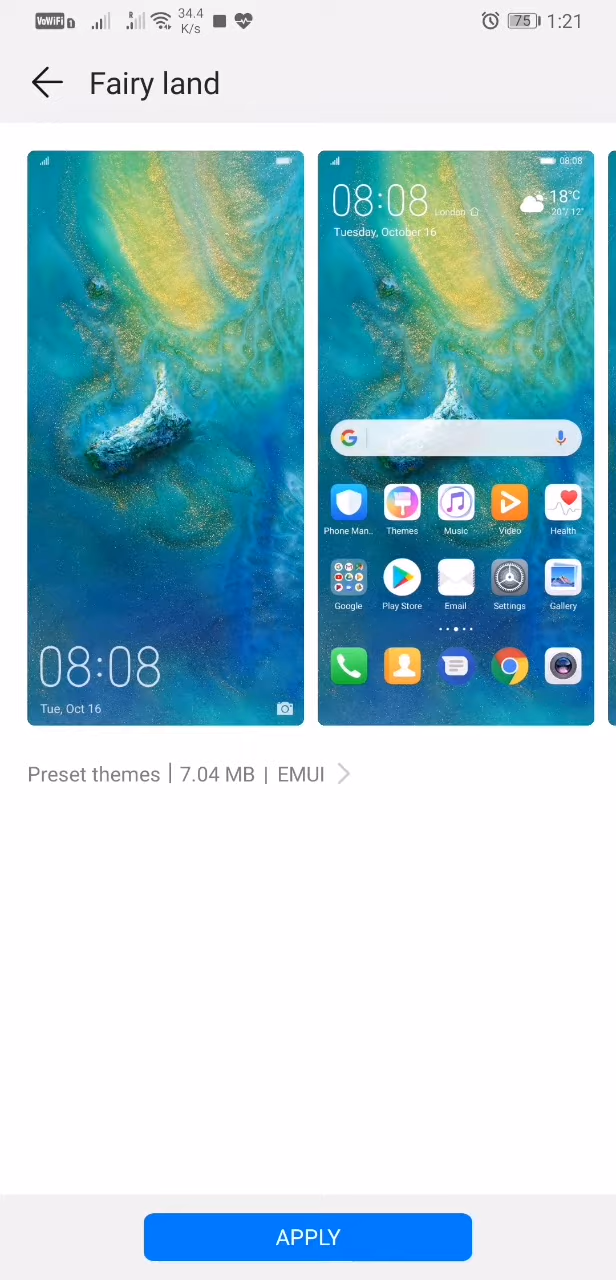 VoWiFi 34.4 K/s 75 1:21
Fairy land
08:08
08:08 London 18°C
20°/ 12°
Tuesday, October 16
Phone Man.. Themes Music Video Health
Google Play Store Email Settings Gallery
08:08
Tue, Oct 16
Preset themes | 7.04 MB | EMUI
APPLY